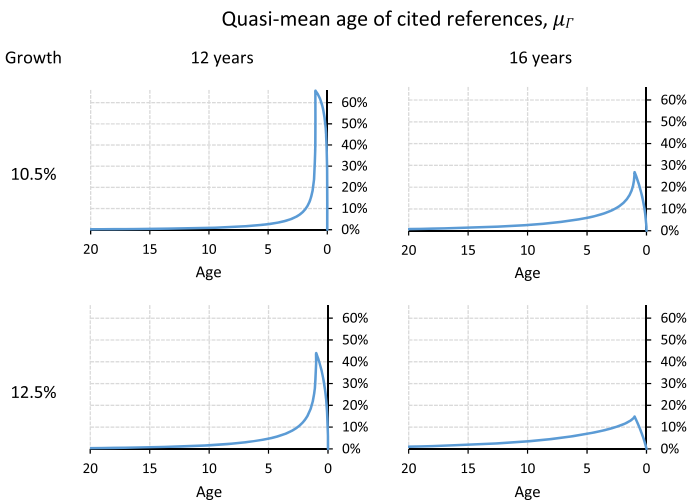 Quasi-mean age of cited references, μ_Γ
Growth 12 years 16 years
60% 60%
50% 50%
40% 40%
10.5% 30% 30%
20% 20%
10% 10%
0% 0%
20 15 10 5 0 20 15 10 5 0
Age Age
60% 60%
50% 50%
40% 40%
12.5% 30% 30%
20% 20%
10% 10%
0% 0%
20 15 10 5 0 20 15 10 5 0
Age Age